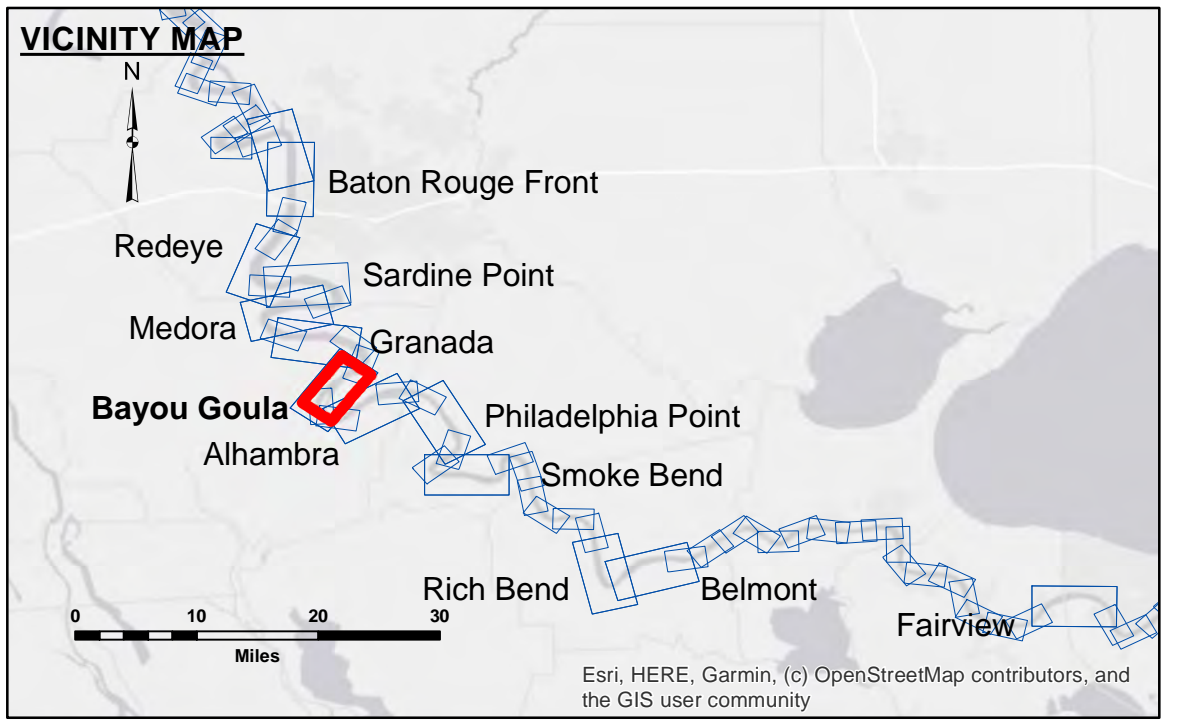 VICINITY MAP
N
Baton Rouge Front
Redeye
Sardine Point
Medora
Granada
Bayou Goula
Philadelphia Point
Alhambra
Smoke Bend
Rich Bend
Belmont
Fairview
0 10 20 30
Miles
Esri, HERE, Garmin, (c) OpenStreetMap contributors, and
the GIS user community